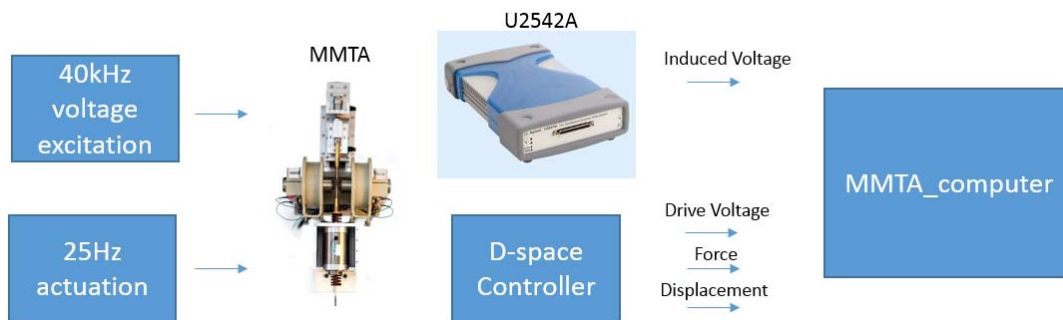 U2542A
MMTA
40kHz
voltage
excitation
Induced Voltage
MMTA_computer
25Hz
actuation
D-space
Controller
Drive Voltage
Force
Displacement